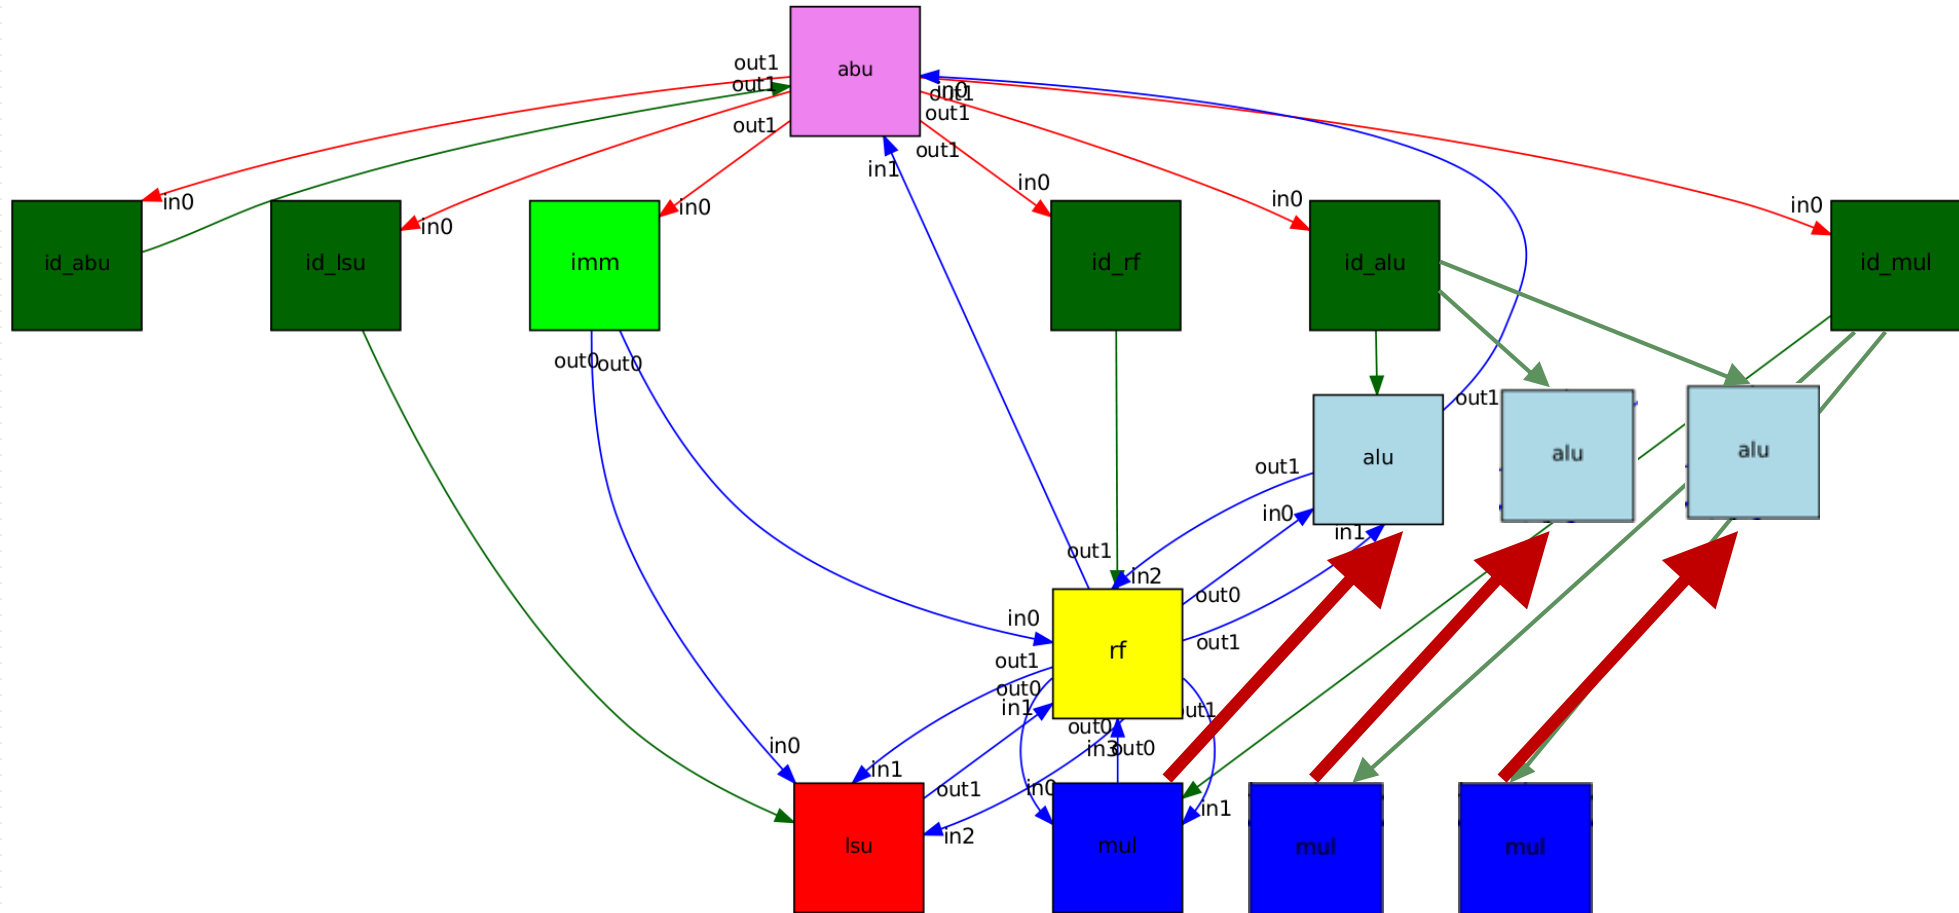 abu
out1
out1
out1
in0
out1
out1
out1
in1
in0
in0
in0
in0
in0
in0
id_abu
id_lsu
imm
id_rf
id_alu
id_mul
out0
out0
out1
alu
alu
alu
out1
in0
in1
out1
in2
out0
in0
rf
out1
out1
out0
in1
out1
out0
in3
out0
in0
in1
out1
in0
in1
in2
lsu
mul
mul
mul